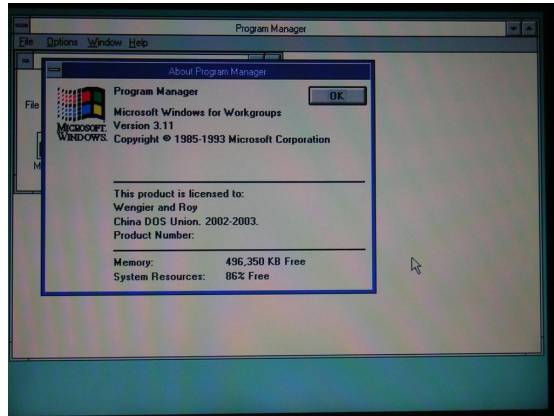 Program Manager
File Options Window Help
About Program Manager
Program Manager
OK
Microsoft Windows for Workgroups
Version 3.11
Copyright © 1985-1993 Microsoft Corporation
MICROSOFT.
WINDOWS.
File
M
This product is licensed to:
Wengier and Roy
China DOS Union. 2002-2003.
Product Number:
Memory: 496,350 KB Free
System Resources: 86% Free